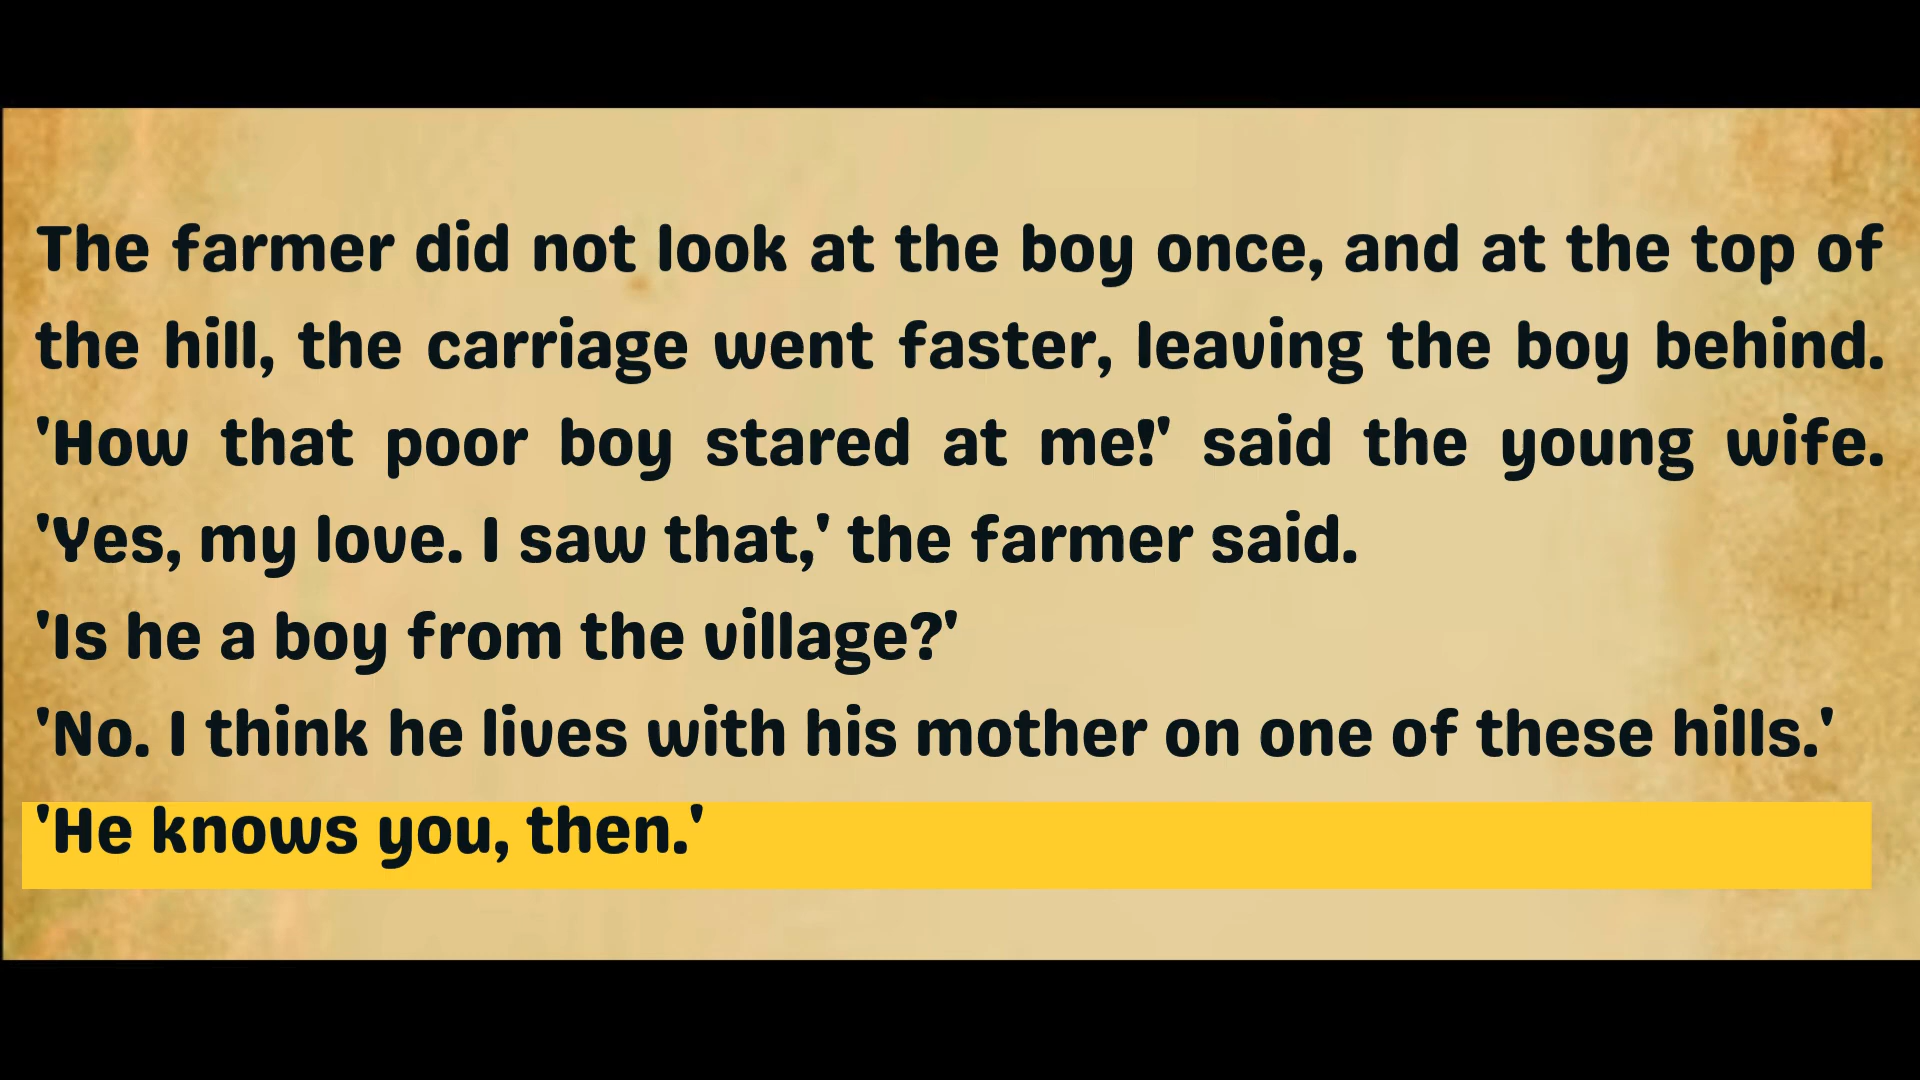 The farmer did not look at the boy once, and at the top of
the hill, the carriage went faster, leaving the boy behind.
'How that poor boy stared at me!' said the young wife.
'Yes, my love. I saw that,' the farmer said.
'Is he a boy from the village?'
'No. I think he lives with his mother on one of these hills.'
'He knows you, then.'